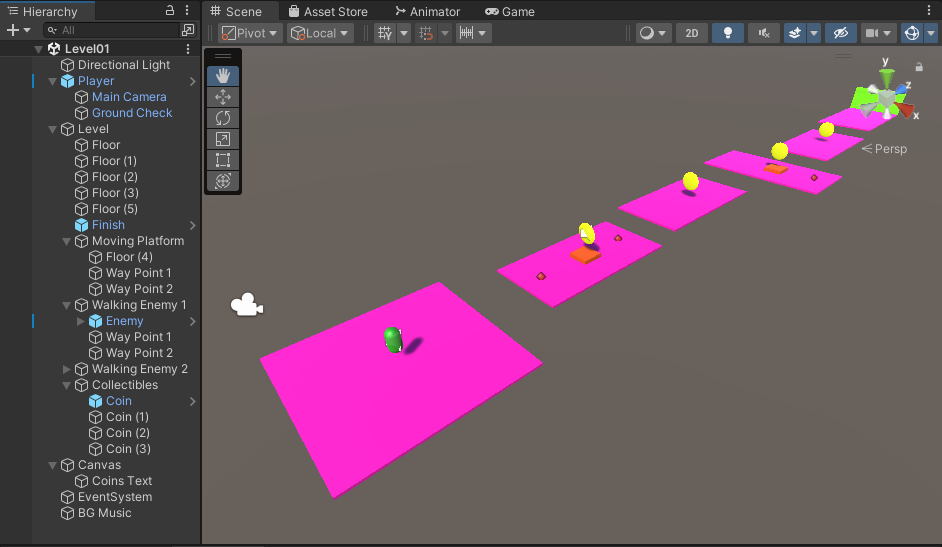 Hierarchy
All
Level01
Directional Light
Player
Main Camera
Ground Check
Level
Floor
Floor (1)
Floor (2)
Floor (3)
Floor (5)
Finish
Moving Platform
Floor (4)
Way Point 1
Way Point 2
Walking Enemy 1
Enemy
Way Point 1
Way Point 2
Walking Enemy 2
Collectibles
Coin
Coin (1)
Coin (2)
Coin (3)
Canvas
Coins Text
EventSystem
BG Music
Scene Asset Store Animator Game
Pivot Local 2D
y
z
x
Persp